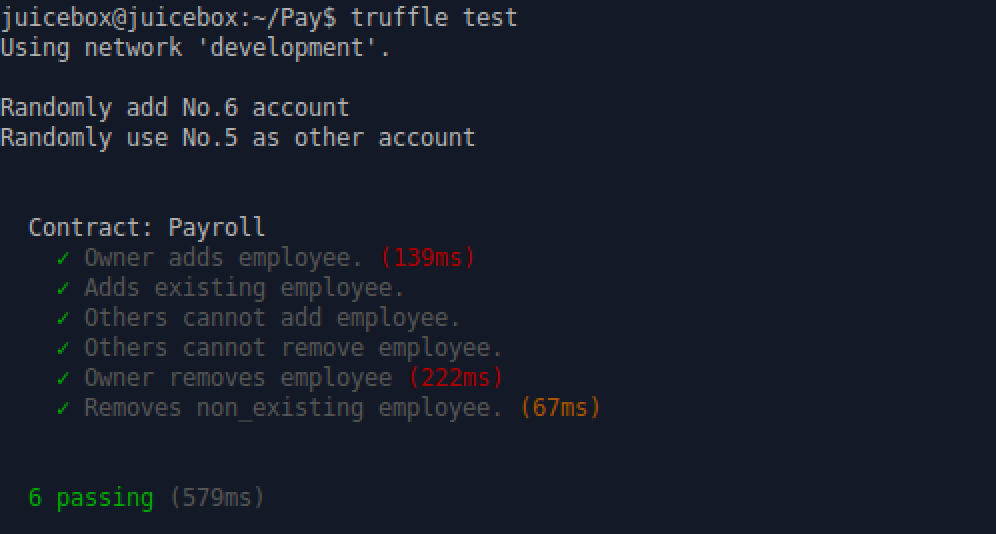 juicebox@juicebox:~/Pay$ truffle test
Using network 'development'.
Randomly add No.6 account
Randomly use No.5 as other account
Contract: Payroll
✓ Owner adds employee. (139ms)
✓ Adds existing employee.
✓ Others cannot add employee.
✓ Others cannot remove employee.
✓ Owner removes employee (222ms)
✓ Removes non_existing employee. (67ms)
6 passing (579ms)